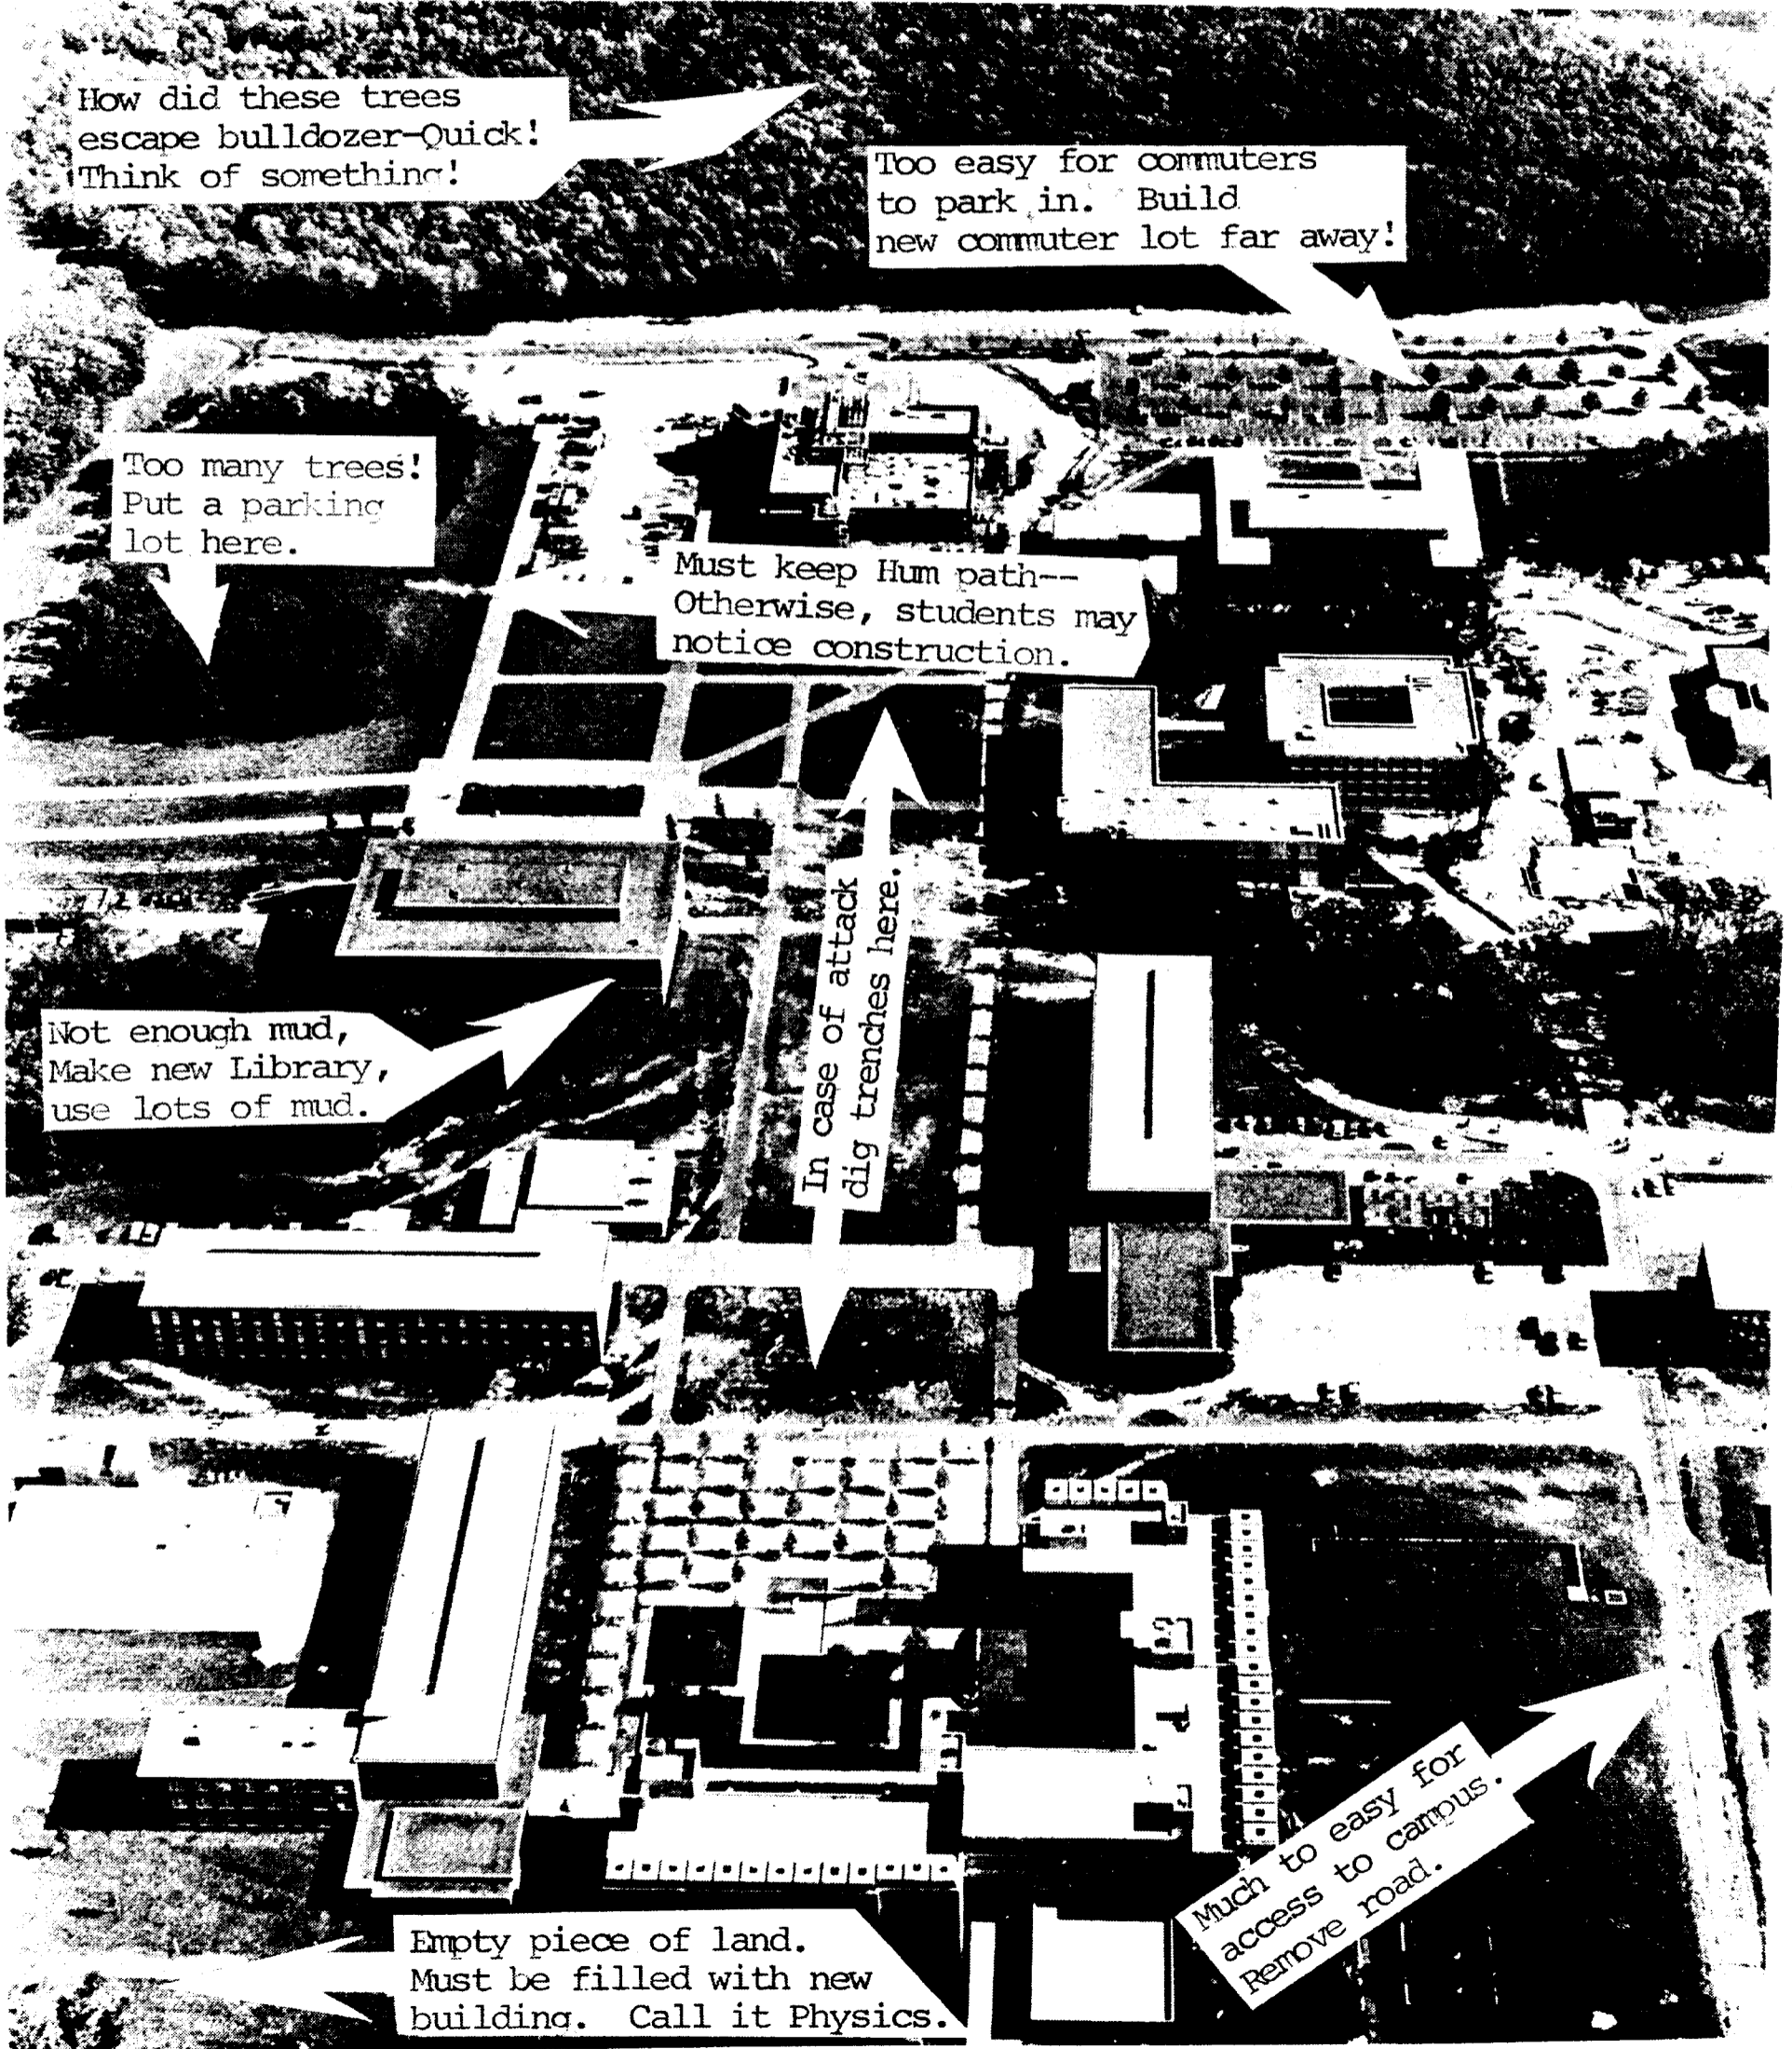 How did these trees
escape bulldozer-Quick!
Think of something!
Too easy for commuters
to park in. Build
new commuter lot far away!
Too many trees!
Put a parking
lot here.
Must keep Hum path--
Otherwise, students may
notice construction.
In case of attack
dig trenches here.
Not enough mud,
Make new Library,
use lots of mud.
Much to easy for
access to campus.
Remove road.
Empty piece of land.
Must be filled with new
building. Call it Physics.